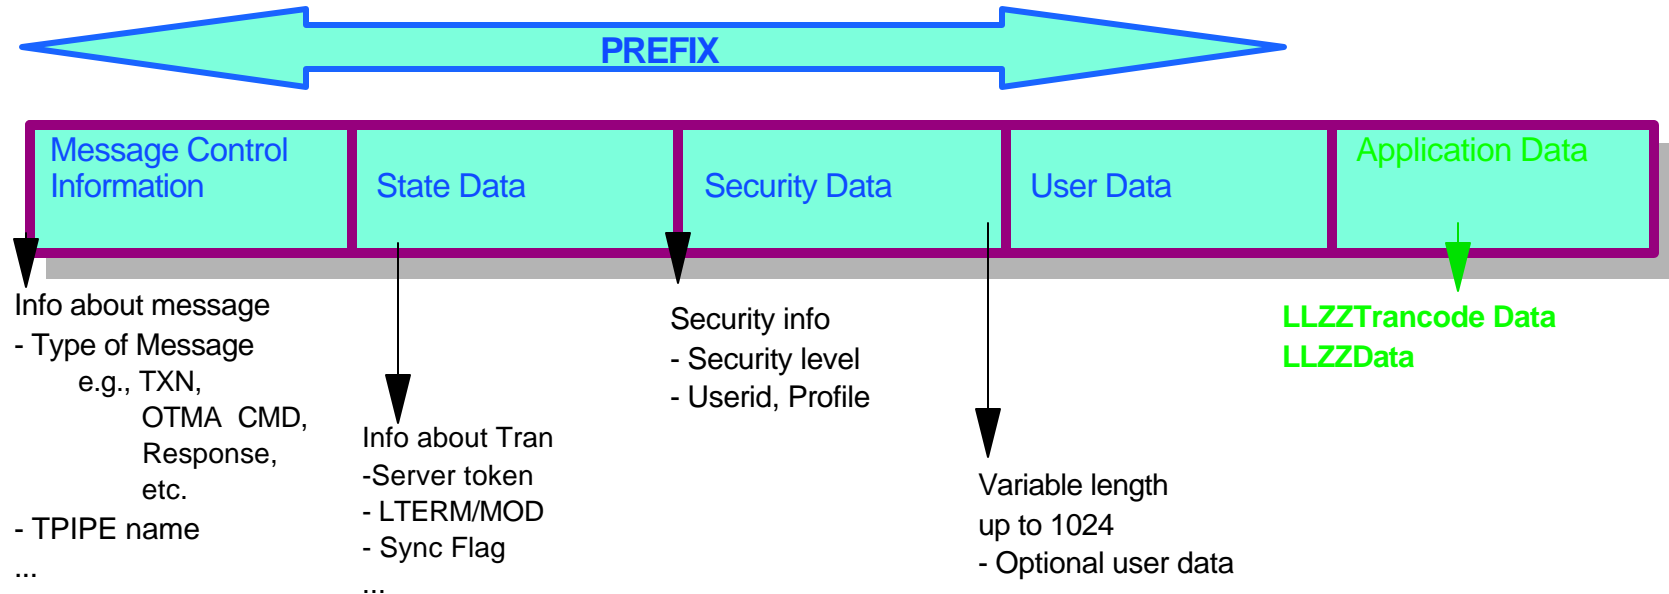 PREFIX
Message Control
Information
State Data
Security Data
User Data
Application Data
Info about message
- Type of Message
e.g., TXN,
OTMA CMD,
Response,
etc.
- TPIPE name
...
Info about Tran
-Server token
- LTERM/MOD
- Sync Flag
...
Security info
- Security level
- Userid, Profile
Variable length
up to 1024
- Optional user data
LLZZTrancode Data
LLZZData